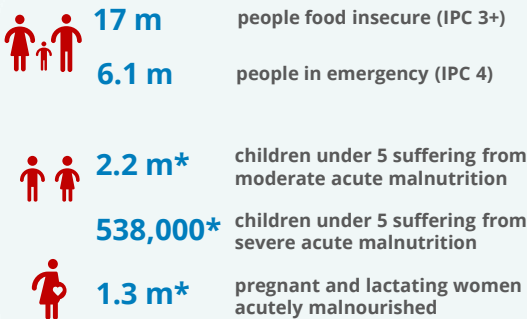 17 m people food insecure (IPC 3+)
6.1 m people in emergency (IPC 4)
2.2 m* children under 5 suffering from
moderate acute malnutrition
538,000* children under 5 suffering from
severe acute malnutrition
1.3 m* pregnant and lactating women
acutely malnourished